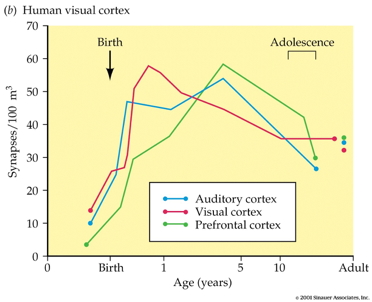 (b) Human visual cortex
70
60
50
40
30
20
10
0
Synapses/100 m³
Birth
Adolescence
Auditory cortex
Visual cortex
Prefrontal cortex
0 Birth 1 5 10 Adult
Age (years)
© 2001 Sinauer Associates, Inc.